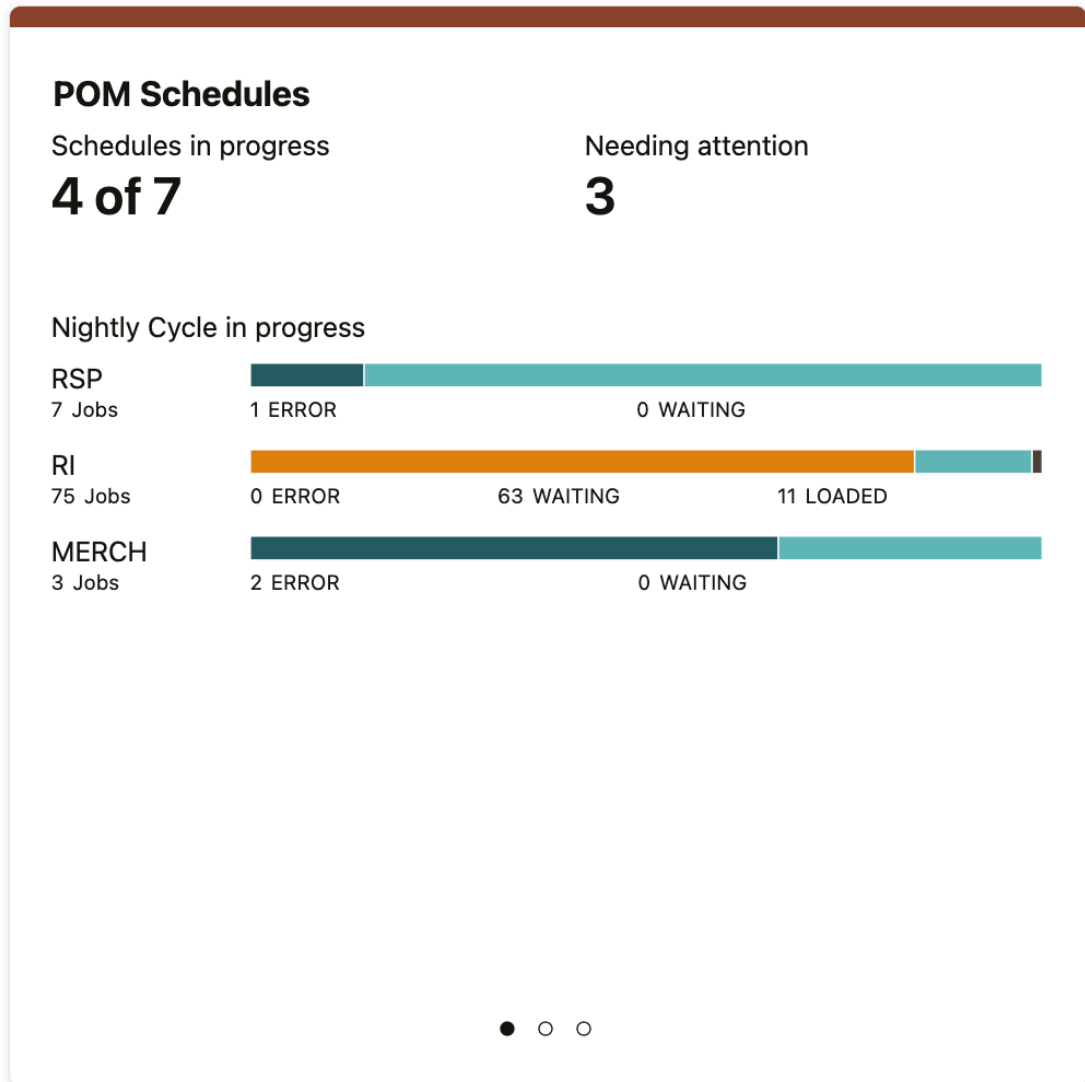 POM Schedules
Schedules in progress
4 of 7
Needing attention
3
Nightly Cycle in progress
RSP
7 Jobs
1 ERROR
0 WAITING
RI
75 Jobs
0 ERROR
63 WAITING
11 LOADED
MERCH
3 Jobs
2 ERROR
0 WAITING